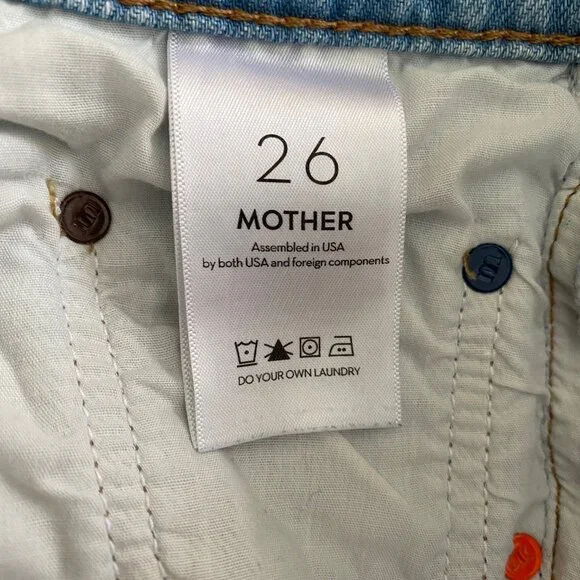 26
MOTHER
Assembled in USA
by both USA and foreign components
DO YOUR OWN LAUNDRY
m
m
m